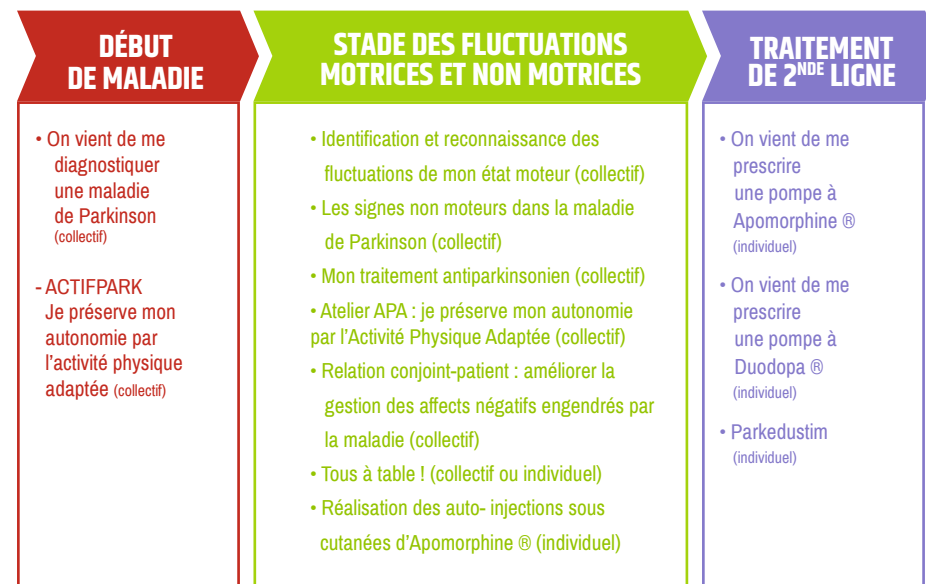 DÉBUT
DE MALADIE
• On vient de me
diagnostiquer
une maladie
de Parkinson
(collectif)
- ACTIFPARK
Je préserve mon
autonomie par
l’activité physique
adaptée (collectif)
STADE DES FLUCTUATIONS
MOTRICES ET NON MOTRICES
• Identification et reconnaissance des
fluctuations de mon état moteur (collectif)
• Les signes non moteurs dans la maladie
de Parkinson (collectif)
• Mon traitement antiparkinsonien (collectif)
• Atelier APA : je préserve mon autonomie
par l’Activité Physique Adaptée (collectif)
• Relation conjoint-patient : améliorer la
gestion des affects négatifs engendrés par
la maladie (collectif)
• Tous à table ! (collectif ou individuel)
• Réalisation des auto- injections sous
cutanées d’Apomorphine ® (individuel)
TRAITEMENT
DE 2NDE LIGNE
• On vient de me
prescrire
une pompe à
Apomorphine ®
(individuel)
• On vient de me
prescrire
une pompe à
Duodopa ®
(individuel)
• Parkedustim
(individuel)